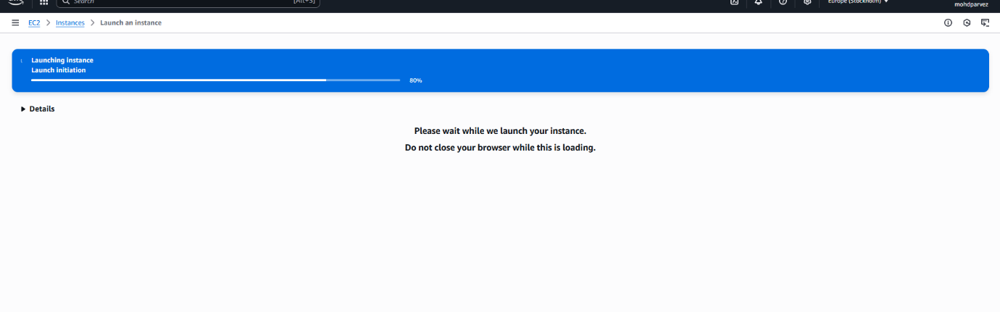 Search [Alt+S] Europe (Stockholm) mohdparvez
EC2 Instances Launch an instance
Launching instance
Launch initiation
80%
Details
Please wait while we launch your instance.
Do not close your browser while this is loading.